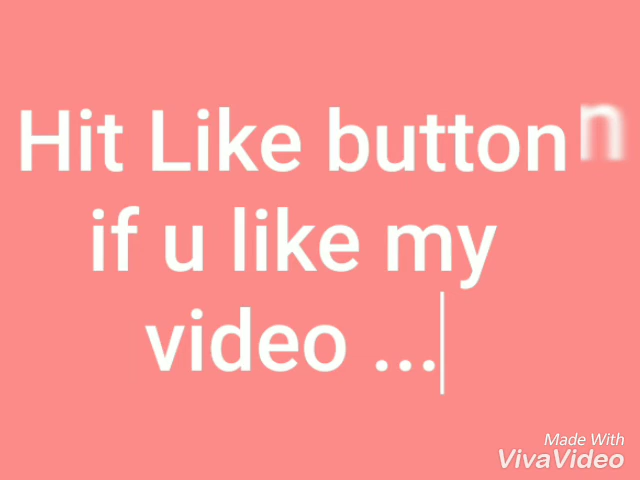 Hit Like button n
if u like my
video ...
Made With
VivaVideo